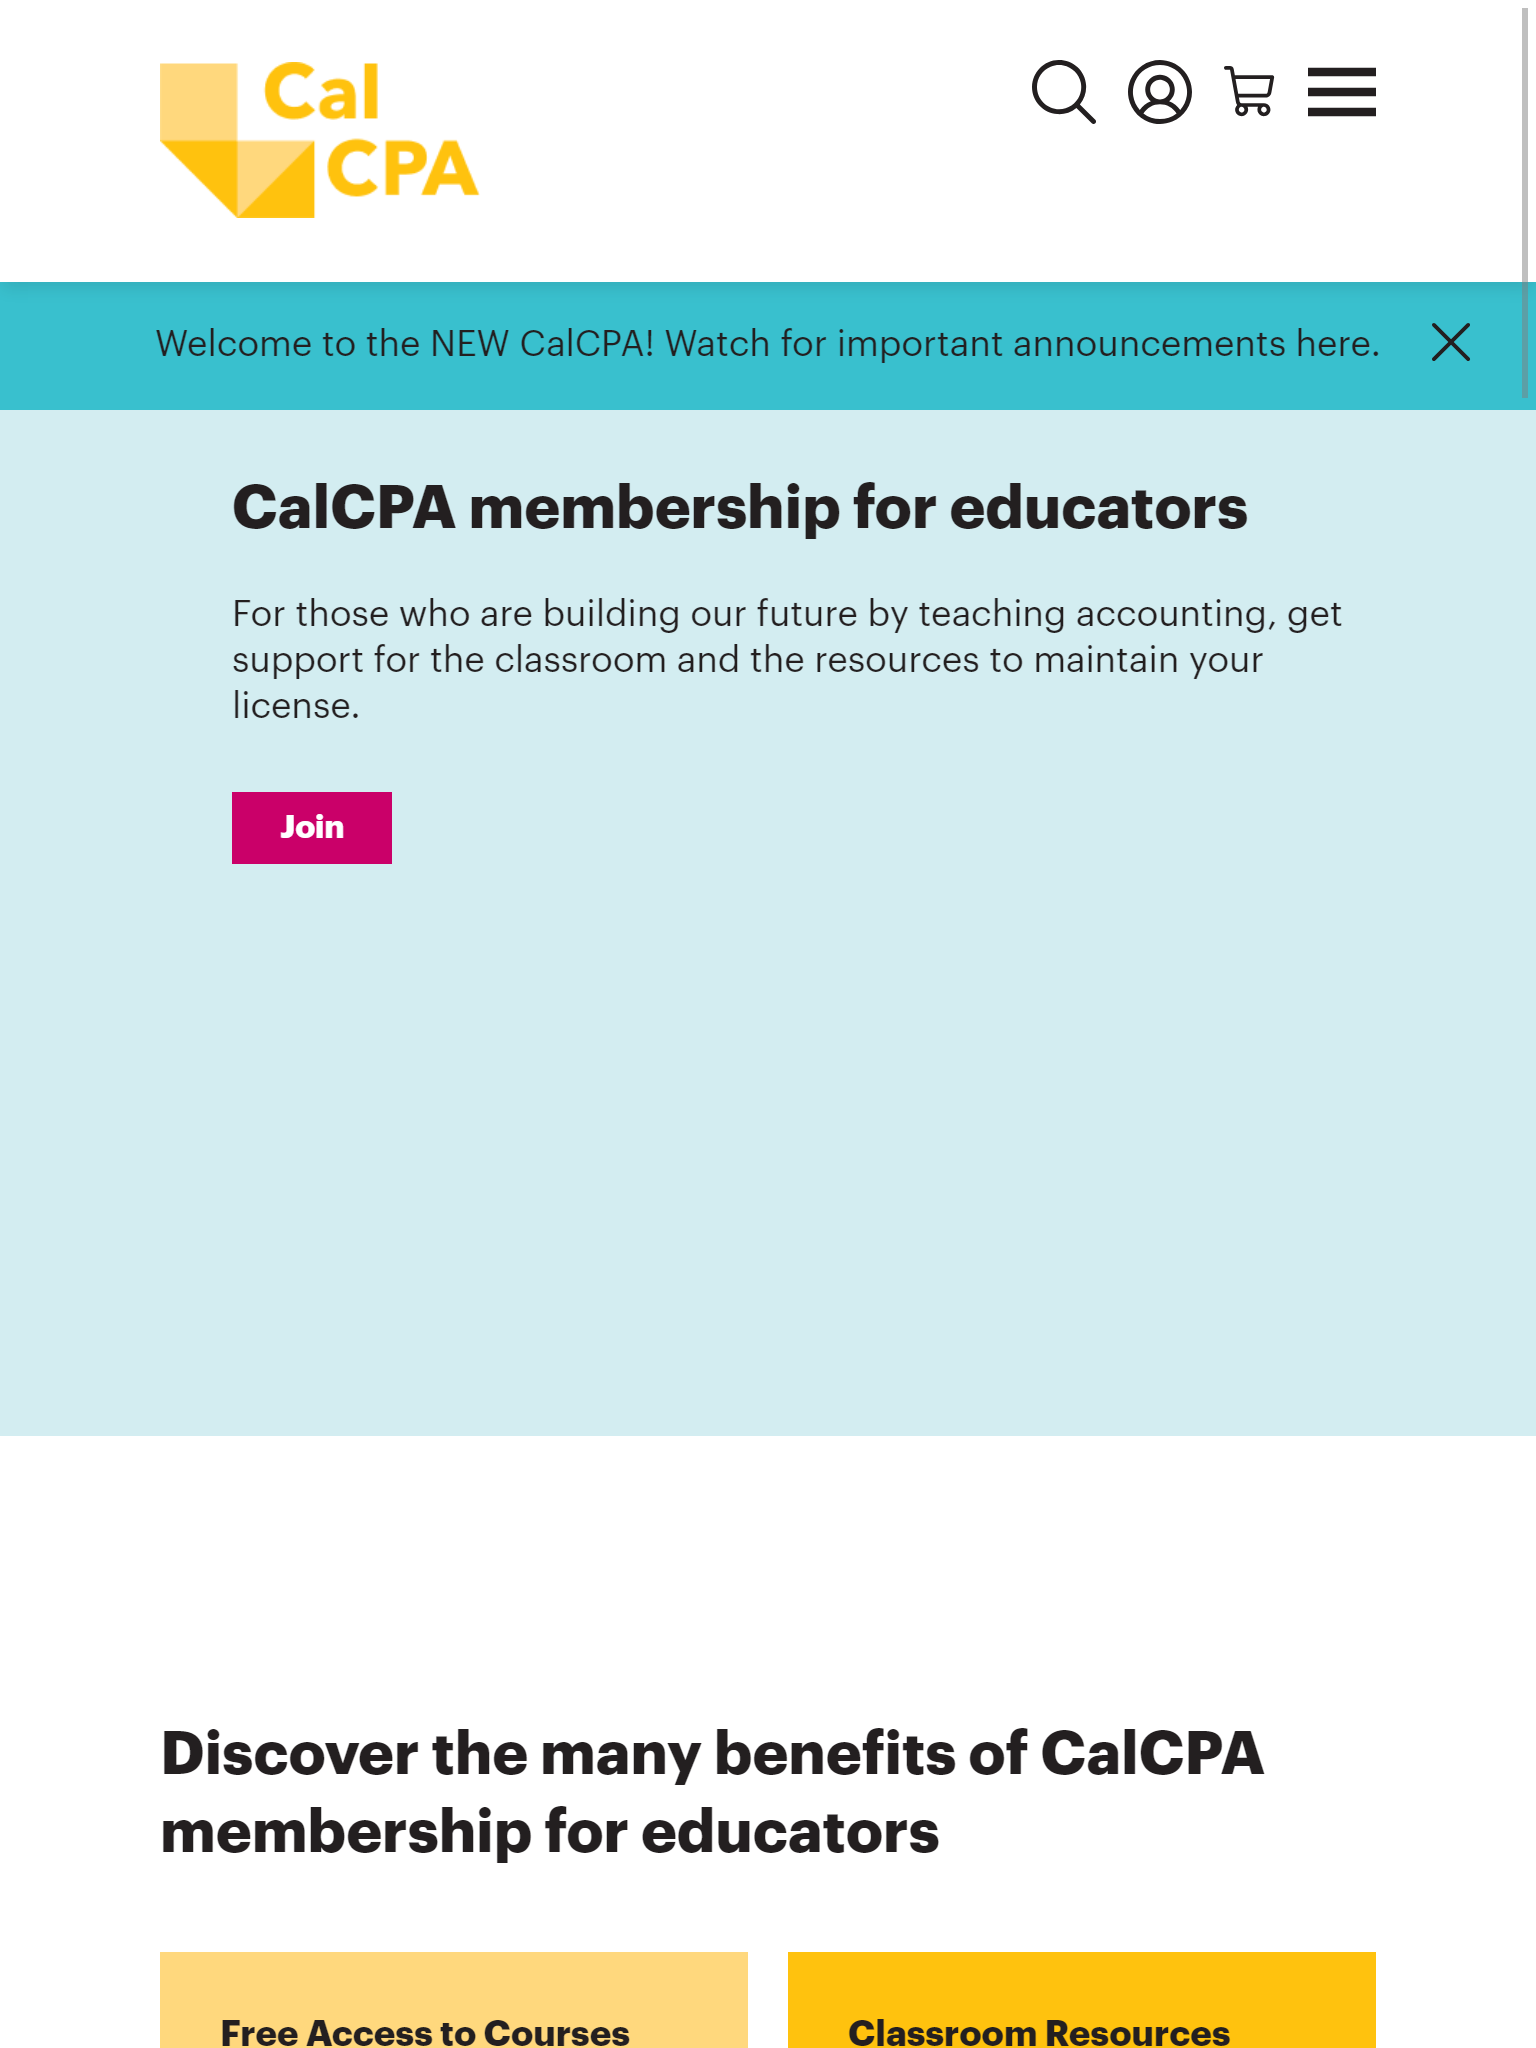 Cal
CPA
Welcome to the NEW CalCPA! Watch for important announcements here.
CalCPA membership for educators
For those who are building our future by teaching accounting, get
support for the classroom and the resources to maintain your
license.
Join
Discover the many benefits of CalCPA
membership for educators
Free Access to Courses
Classroom Resources